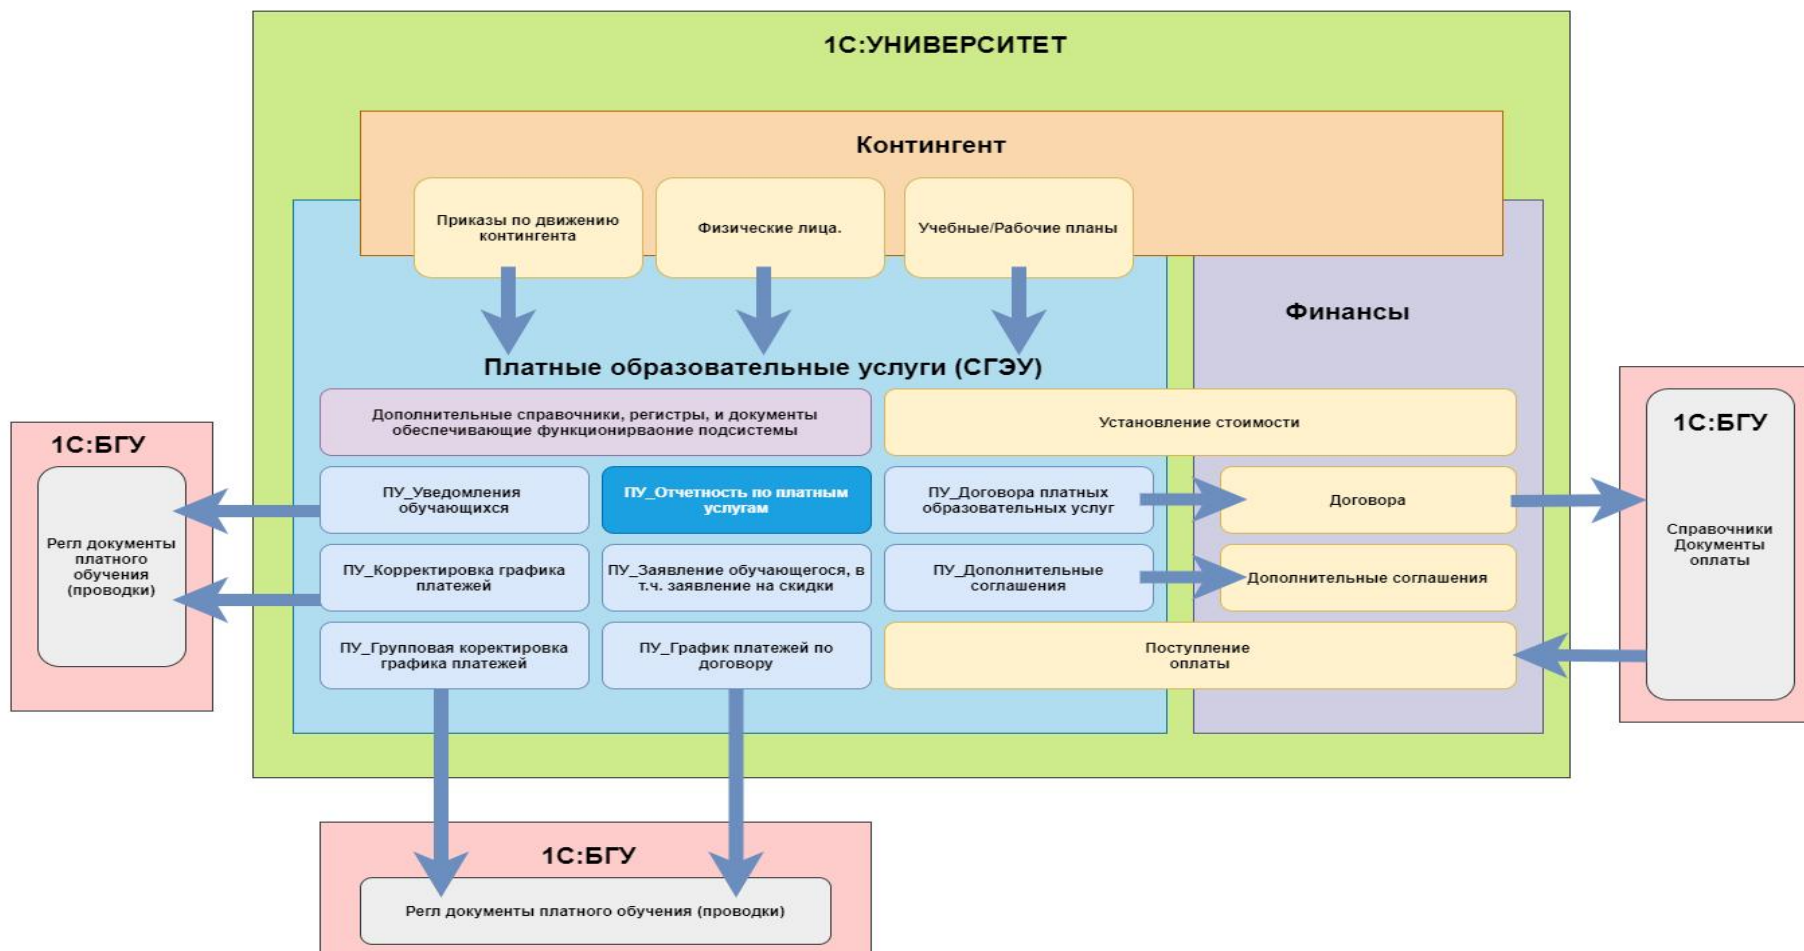 1С:УНИВЕРСИТЕТ
Контингент
Приказы по движению
контингента
Физические лица.
Учебные/Рабочие планы
Финансы
Платные образовательные услуги (СГЭУ)
Дополнительные справочники, регистры, и документы
обеспечивающие функционирваоние подсистемы
Установление стоимости
1С:БГУ
Регл документы
платного
обучения
(проводки)
ПУ_Уведомления
обучающихся
ПУ_Отчетность по платным
услугам
ПУ_Договора платных
образовательных услуг
Договора
1С:БГУ
Справочники
Документы
оплаты
ПУ_Корректировка графика
платежей
ПУ_Заявление обучающегося, в
т.ч. заявление на скидки
ПУ_Дополнительные
соглашения
Дополнительные соглашения
ПУ_Групповая коректировка
графика платежей
ПУ_График платежей по
договору
Поступление
оплаты
1С:БГУ
Регл документы платного обучения (проводки)